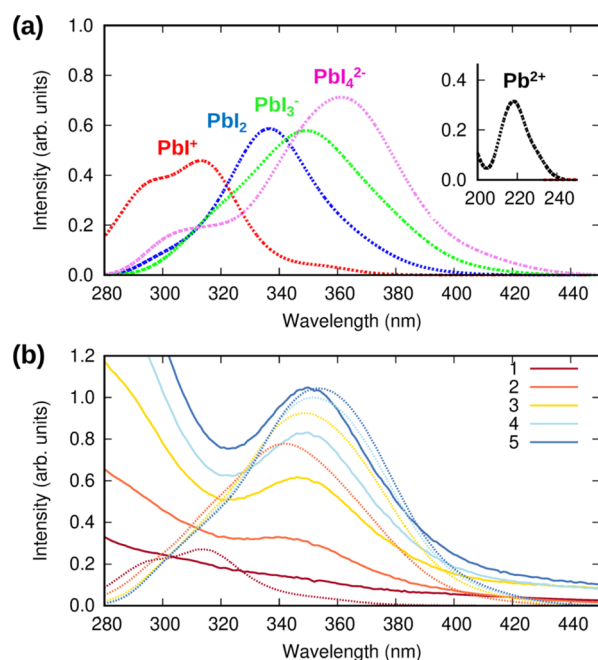 (a)
Intensity (arb. units)
1.0
0.8
0.6
0.4
0.2
0.0
PbI⁺
PbI₂
PbI₃⁻
PbI₄²⁻
Pb²⁺
0.4
0.2
0.0
200 220 240
280 300 320 340 360 380 400 420 440
Wavelength (nm)
(b)
Intensity (arb. units)
1.2
1.0
0.8
0.6
0.4
0.2
0.0
1
2
3
4
5
280 300 320 340 360 380 400 420 440
Wavelength (nm)